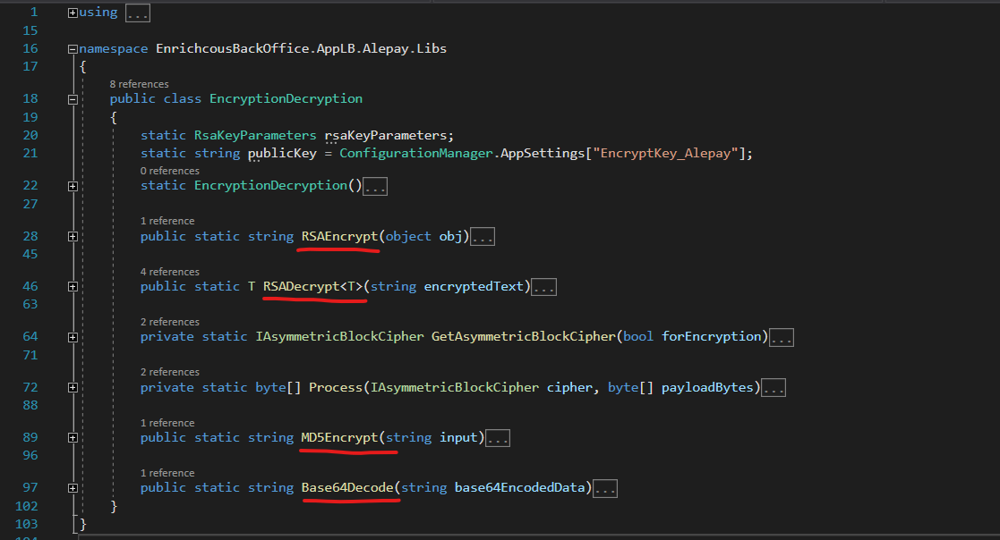 1 using ...
15
16 namespace EnrichcousBackOffice.AppLB.Alepay.Libs
17 {
8 references
18 public class EncryptionDecryption
19 {
20 static RsaKeyParameters rsaKeyParameters;
21 static string publicKey = ConfigurationManager.AppSettings["EncryptKey_Alepay"];
0 references
22 static EncryptionDecryption()...
27
1 reference
28 public static string RSAEncrypt(object obj)...
45
4 references
46 public static T RSADecrypt<T>(string encryptedText)...
63
2 references
64 private static IAsymmetricBlockCipher GetAsymmetricBlockCipher(bool forEncryption)...
71
2 references
72 private static byte[] Process(IAsymmetricBlockCipher cipher, byte[] payloadBytes)...
88
1 reference
89 public static string MD5Encrypt(string input)...
96
1 reference
97 public static string Base64Decode(string base64EncodedData)...
102 }
103 }